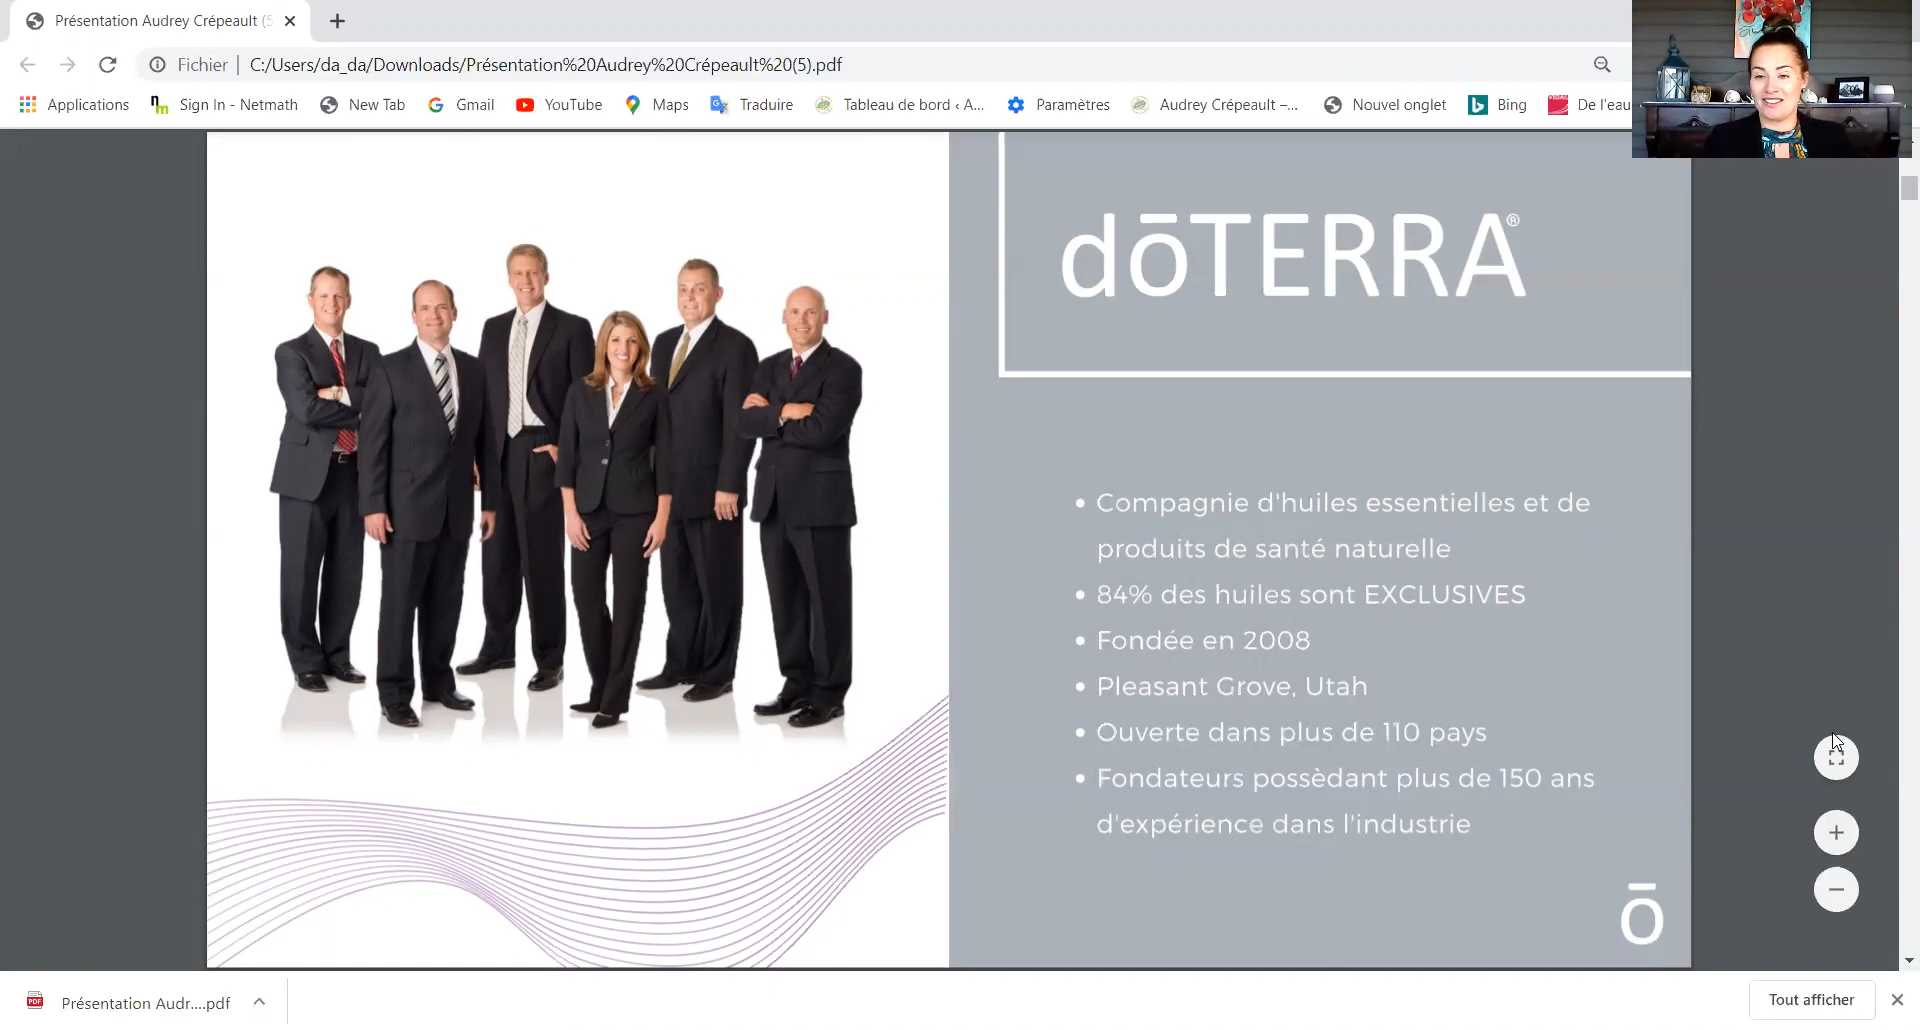 Présentation Audrey Crépeault (5
Fichier
C:/Users/da_da/Downloads/Présentation%20Audrey%20Crépeault%20(5).pdf
Applications
Sign In - Netmath
New Tab
Gmail
YouTube
Maps
Traduire
Tableau de bord ‹ A...
Paramètres
Audrey Crépeault –...
Nouvel onglet
Bing
De l'eau
dōTERRA®
• Compagnie d'huiles essentielles et de
produits de santé naturelle
• 84% des huiles sont EXCLUSIVES
• Fondée en 2008
• Pleasant Grove, Utah
• Ouverte dans plus de 110 pays
• Fondateurs possèdant plus de 150 ans
d'expérience dans l'industrie
ō
PDF
Présentation Audr....pdf
Tout afficher